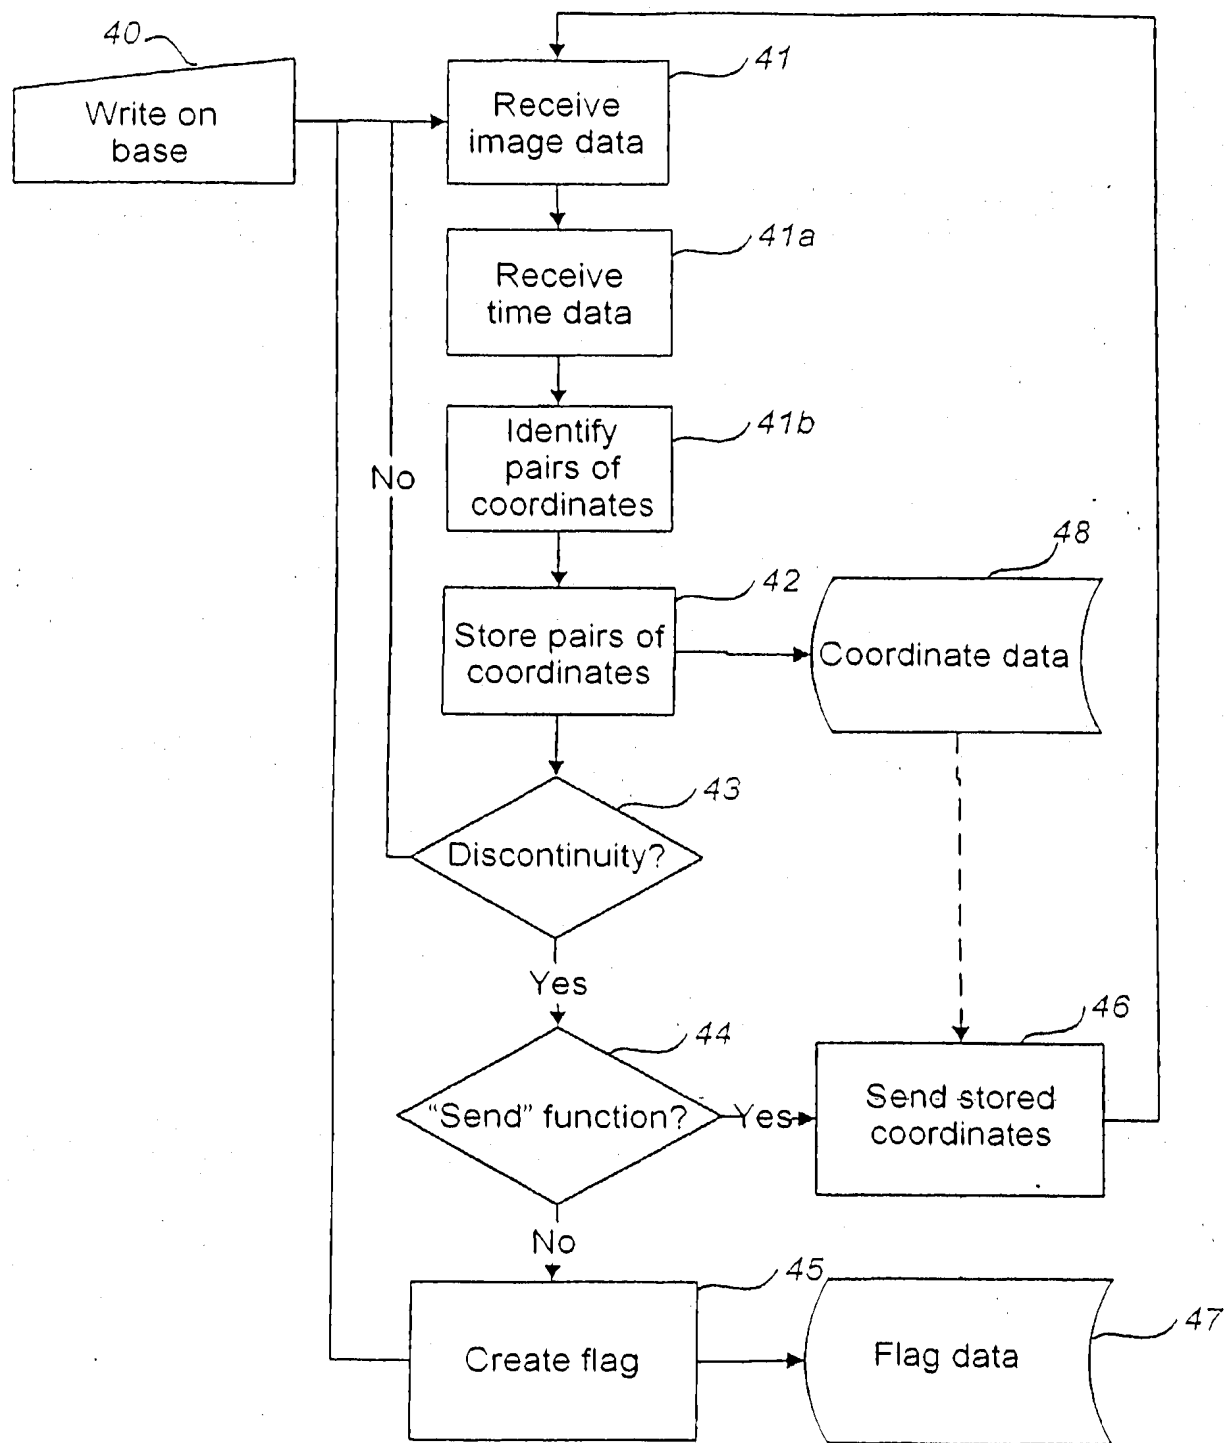 40
Write on
base
41
Receive
image data
41a
Receive
time data
41b
Identify
pairs of
coordinates
No
42
Store pairs of
coordinates
48
Coordinate data
43
Discontinuity?
Yes
44
“Send” function?
Yes
46
Send stored
coordinates
No
45
Create flag
47
Flag data